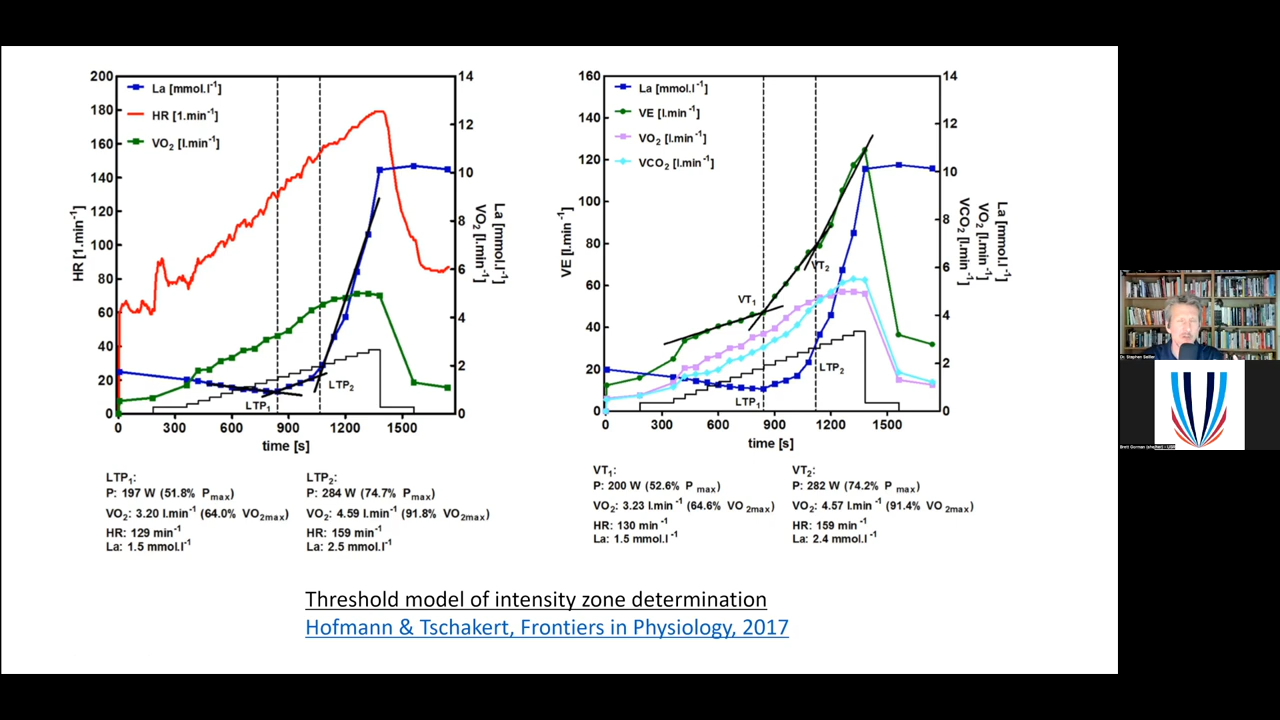 La [mmol.l-1]
HR [1.min-1]
VO2 [l.min-1]
200
180
160
140
120
100
80
60
40
20
0
HR [1.min-1]
14
12
10
8
6
4
2
0
La [mmol.l-1]
VO2 [l.min-1]
LTP1
LTP2
0 300 600 900 1200 1500
time [s]
La [mmol.l-1]
VE [l.min-1]
VO2 [l.min-1]
VCO2 [l.min-1]
160
140
120
100
80
60
40
20
0
VE [l.min-1]
14
12
10
8
6
4
2
0
La [mmol.l-1]
VO2 [l.min-1]
VCO2 [l.min-1]
VT1
VT2
LTP1
LTP2
0 300 600 900 1200 1500
time [s]
LTP1:
P: 197 W (51.8% Pmax)
VO2: 3.20 l.min-1 (64.0% VO2max)
HR: 129 min-1
La: 1.5 mmol.l-1
LTP2:
P: 284 W (74.7% Pmax)
VO2: 4.59 l.min-1 (91.8% VO2max)
HR: 159 min-1
La: 2.5 mmol.l-1
VT1:
P: 200 W (52.6% P max)
VO2: 3.23 l.min-1 (64.6% VO2max)
HR: 130 min-1
La: 1.5 mmol.l-1
VT2:
P: 282 W (74.2% P max)
VO2: 4.57 l.min-1 (91.4% VO2max)
HR: 159 min-1
La: 2.4 mmol.l-1
Threshold model of intensity zone determination
Hofmann & Tschakert, Frontiers in Physiology, 2017
Dr. Stephen Seiler
Brett Gorman